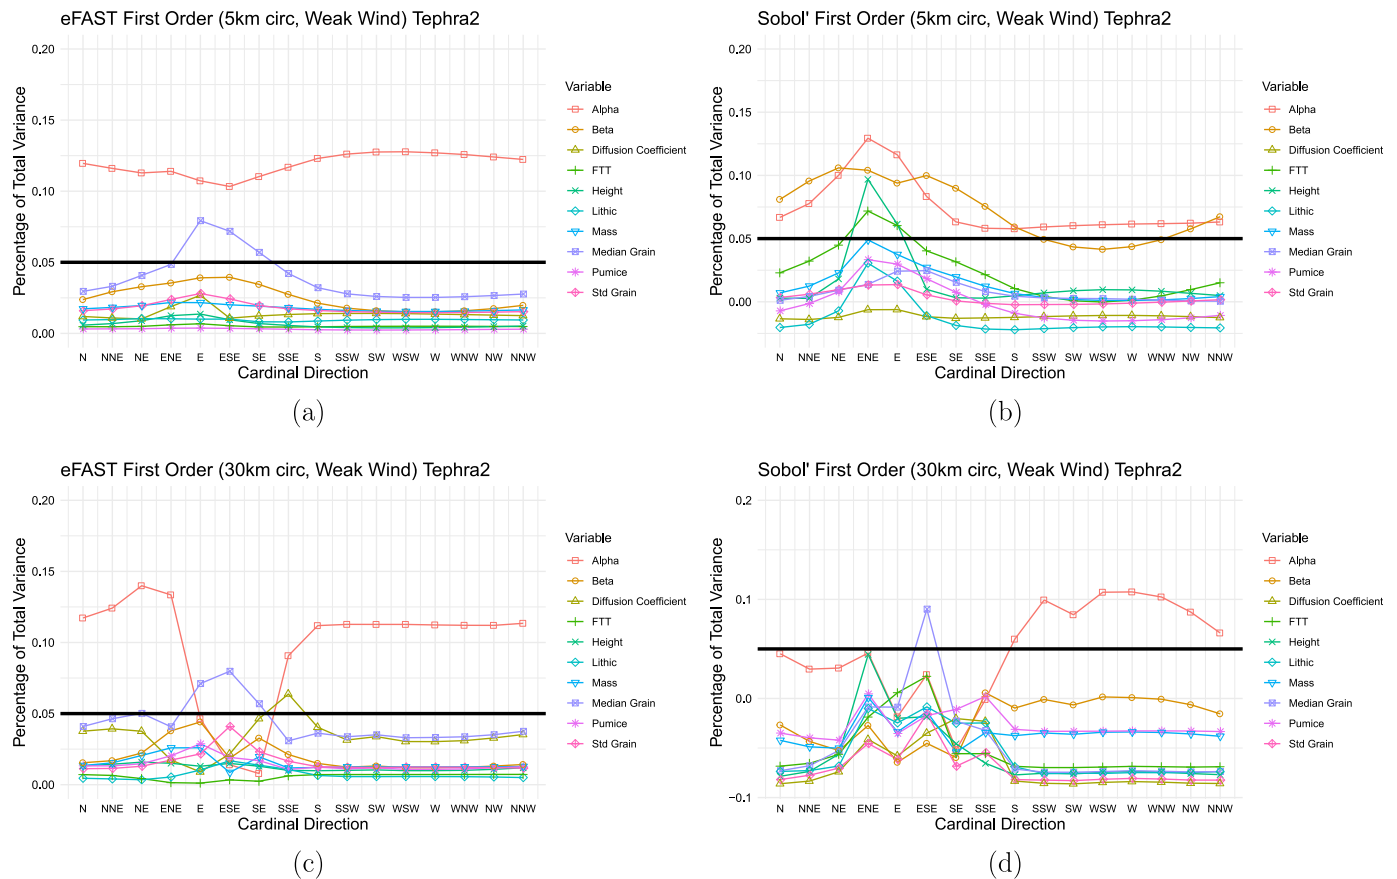 eFAST First Order (5km circ, Weak Wind) Tephra2
Percentage of Total Variance
0.20
0.15
0.10
0.05
0.00
N NNE NE ENE E ESE SE SSE S SSW SW WSW W WNW NW NNW
Cardinal Direction
Variable
Alpha
Beta
Diffusion Coefficient
FTT
Height
Lithic
Mass
Median Grain
Pumice
Std Grain
(a)
Sobol' First Order (5km circ, Weak Wind) Tephra2
Percentage of Total Variance
0.20
0.15
0.10
0.05
0.00
N NNE NE ENE E ESE SE SSE S SSW SW WSW W WNW NW NNW
Cardinal Direction
Variable
Alpha
Beta
Diffusion Coefficient
FTT
Height
Lithic
Mass
Median Grain
Pumice
Std Grain
(b)
eFAST First Order (30km circ, Weak Wind) Tephra2
Percentage of Total Variance
0.20
0.15
0.10
0.05
0.00
N NNE NE ENE E ESE SE SSE S SSW SW WSW W WNW NW NNW
Cardinal Direction
Variable
Alpha
Beta
Diffusion Coefficient
FTT
Height
Lithic
Mass
Median Grain
Pumice
Std Grain
(c)
Sobol' First Order (30km circ, Weak Wind) Tephra2
Percentage of Total Variance
0.2
0.1
0.0
−0.1
N NNE NE ENE E ESE SE SSE S SSW SW WSW W WNW NW NNW
Cardinal Direction
Variable
Alpha
Beta
Diffusion Coefficient
FTT
Height
Lithic
Mass
Median Grain
Pumice
Std Grain
(d)